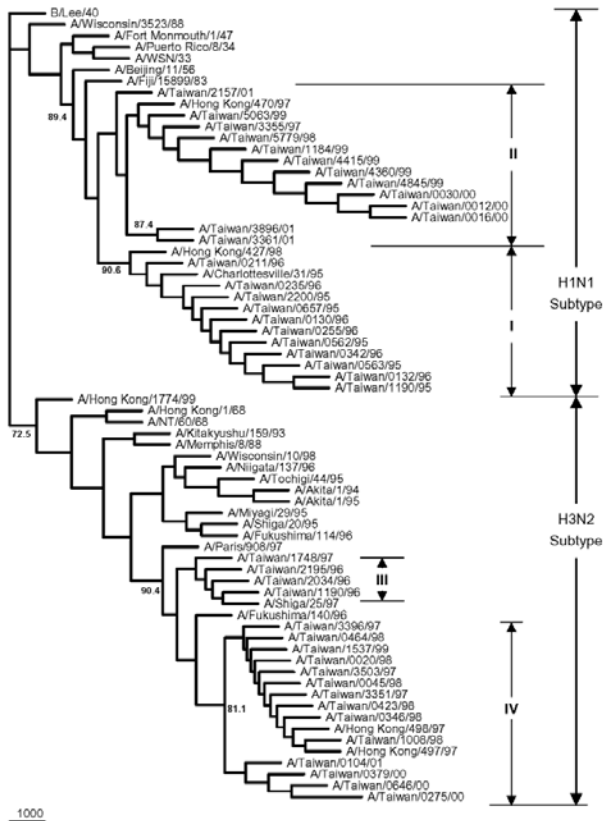 B/Lee/40
A/Wisconsin/3523/88
A/Fort Monmouth/1/47
A/Puerto Rico/8/34
A/WSN/33
A/Beijing/11/56
A/Fiji/15899/83
A/Taiwan/2157/01
A/Hong Kong/470/97
A/Taiwan/5063/99
89.4
A/Taiwan/3355/97
A/Taiwan/5779/98
A/Taiwan/1184/99
II
A/Taiwan/4415/99
A/Taiwan/4360/99
A/Taiwan/4845/99
A/Taiwan/0030/00
A/Taiwan/0012/00
A/Taiwan/0016/00
87.4
A/Taiwan/3896/01
A/Taiwan/3361/01
A/Hong Kong/427/98
A/Taiwan/0211/96
90.6
A/Charlottesville/31/95
H1N1
Subtype
A/Taiwan/0235/96
A/Taiwan/2200/95
A/Taiwan/0657/95
A/Taiwan/0130/96
I
A/Taiwan/0255/96
A/Taiwan/0562/95
A/Taiwan/0342/96
A/Taiwan/0563/95
A/Taiwan/0132/96
A/Taiwan/1190/95
A/Hong Kong/1774/99
A/Hong Kong/1/68
A/NT/60/68
72.5
A/Kitakyushu/159/93
A/Memphis/8/88
A/Wisconsin/10/98
A/Niigata/137/96
A/Tochigi/44/95
A/Akita/1/94
A/Akita/1/95
A/Miyagi/29/95
A/Shiga/20/95
A/Fukushima/114/96
H3N2
Subtype
A/Paris/908/97
A/Taiwan/1748/97
A/Taiwan/2195/96
A/Taiwan/2034/96
III
90.4
A/Taiwan/1190/96
A/Shiga/25/97
A/Fukushima/140/96
A/Taiwan/3396/97
A/Taiwan/0464/98
A/Taiwan/1537/99
A/Taiwan/0020/98
A/Taiwan/3503/97
A/Taiwan/0045/98
A/Taiwan/3351/97
81.1
A/Taiwan/0423/98
IV
A/Taiwan/0346/98
A/Hong Kong/498/97
A/Taiwan/1008/98
A/Hong Kong/497/97
A/Taiwan/0104/01
A/Taiwan/0379/00
A/Taiwan/0646/00
A/Taiwan/0275/00
1000